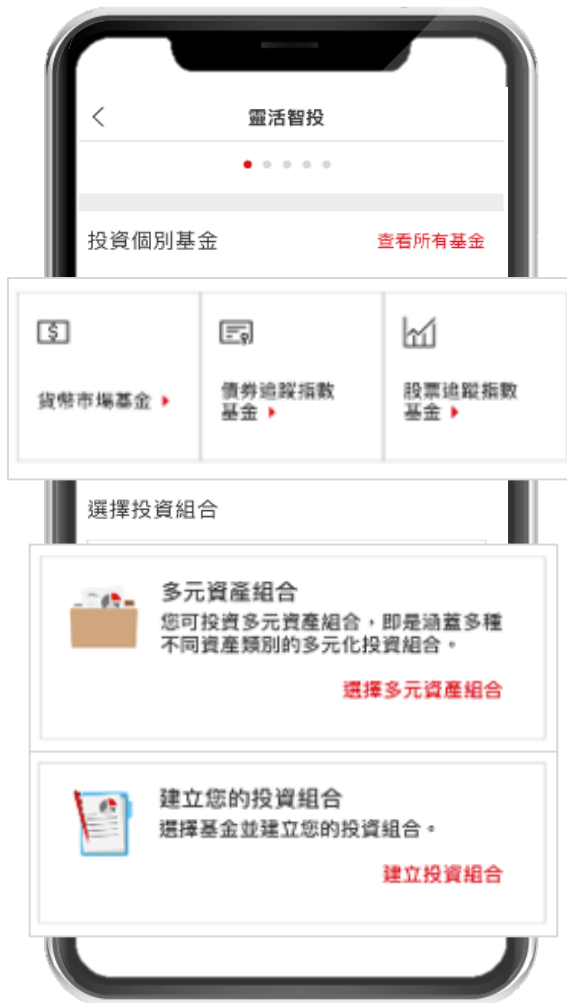 靈活智投
投資個別基金
查看所有基金
貨幣市場基金
債券追蹤指數
基金
股票追蹤指數
基金
選擇投資組合
多元資產組合
您可投資多元資產組合，即是涵蓋多種
不同資產類別的多元化投資組合。
選擇多元資產組合
建立您的投資組合
選擇基金並建立您的投資組合。
建立投資組合